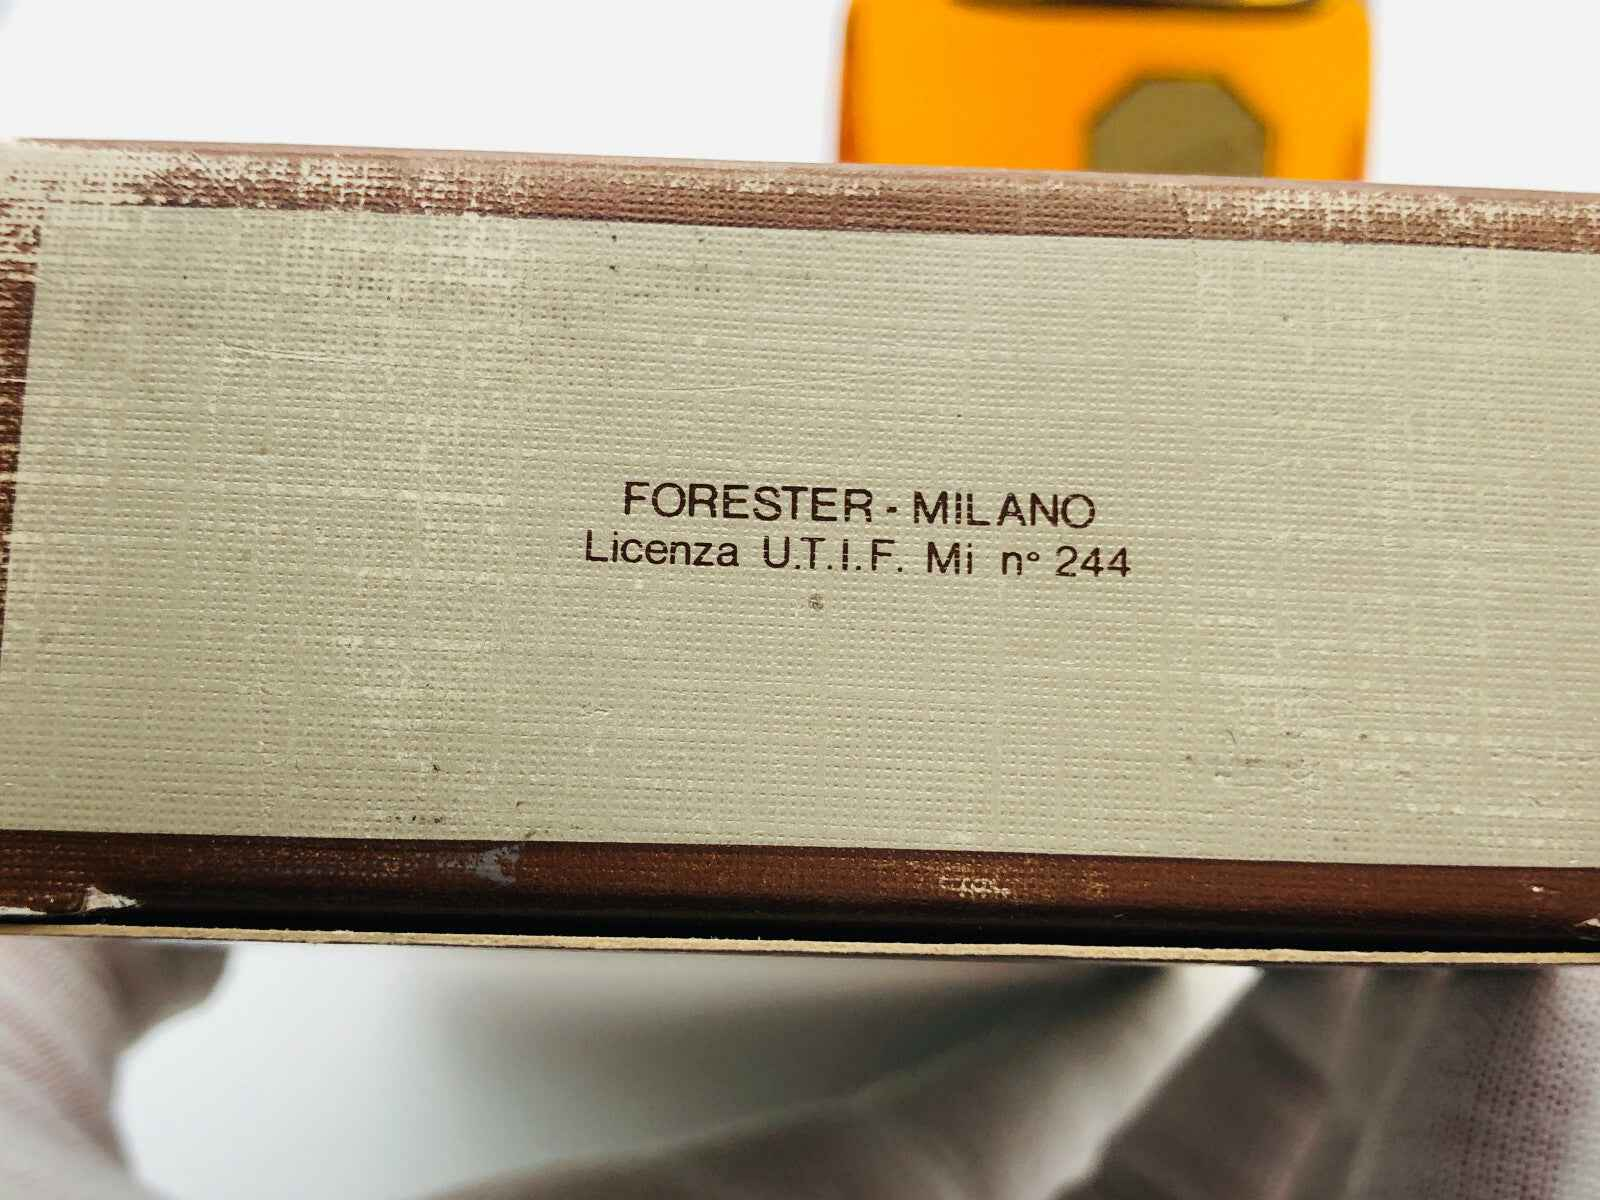 FORESTER - MILANO
Licenza U.T.I.F. Mi n° 244